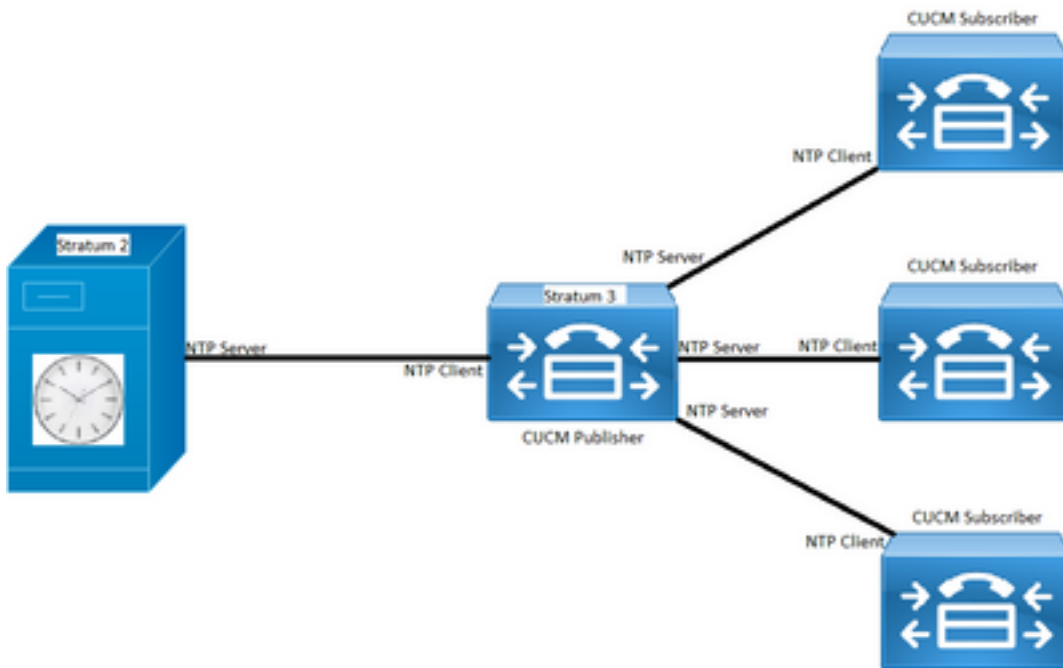 CUCM Subscriber
NTP Client
NTP Server
Stratum 2
NTP Server
NTP Client
Stratum 3
CUCM Publisher
NTP Server
NTP Client
CUCM Subscriber
NTP Server
NTP Client
CUCM Subscriber